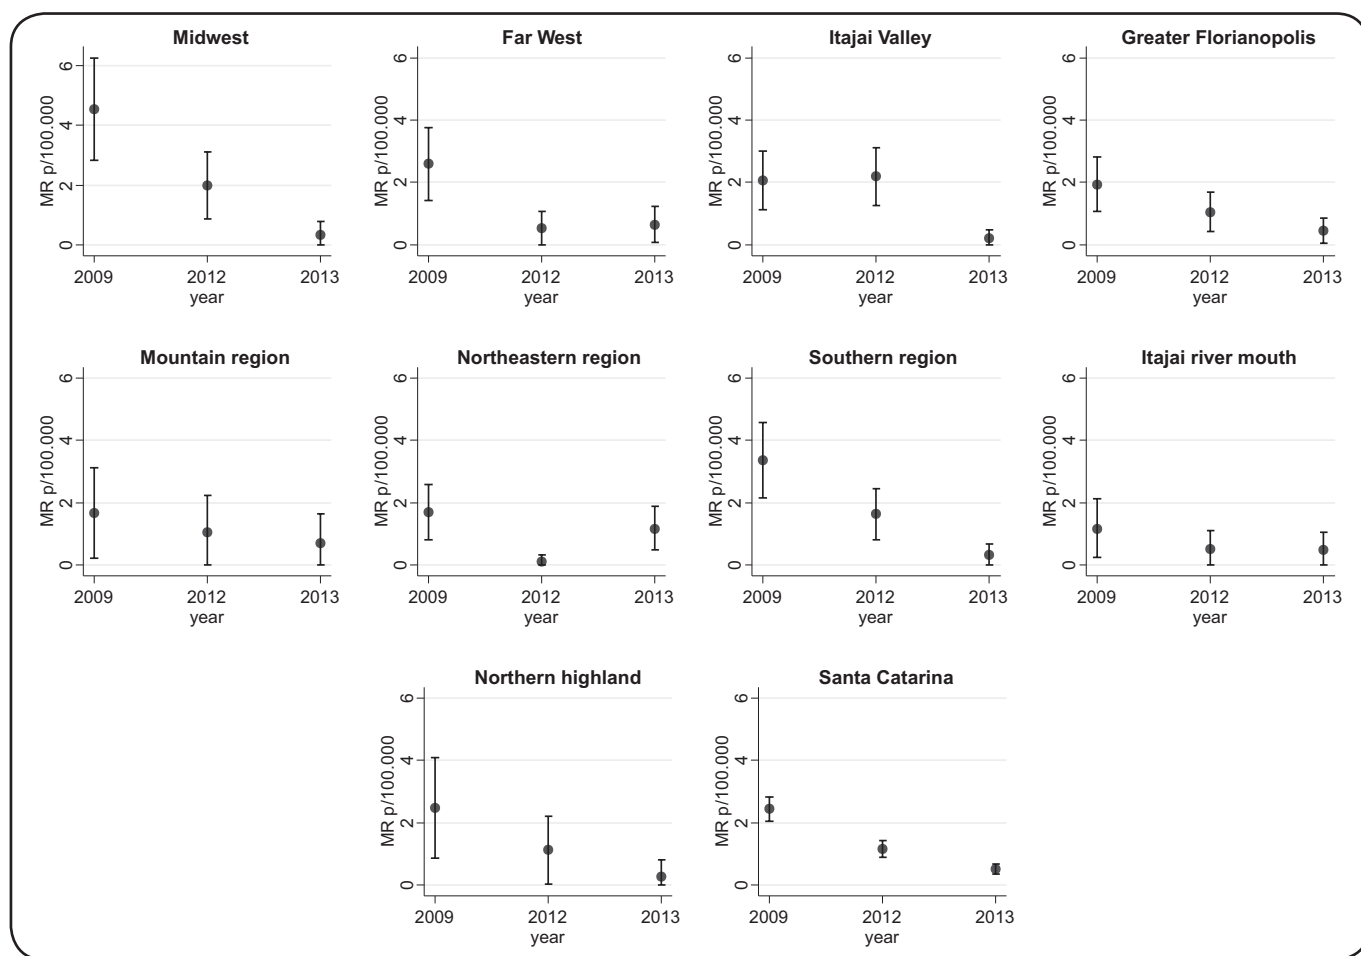 Midwest
MR p/100.000
6
4
2
0
2009 2012 2013
year
Far West
MR p/100.000
6
4
2
0
2009 2012 2013
year
Itajai Valley
MR p/100.000
6
4
2
0
2009 2012 2013
year
Greater Florianopolis
MR p/100.000
6
4
2
0
2009 2012 2013
year
Mountain region
MR p/100.000
6
4
2
0
2009 2012 2013
year
Northeastern region
MR p/100.000
6
4
2
0
2009 2012 2013
year
Southern region
MR p/100.000
6
4
2
0
2009 2012 2013
year
Itajai river mouth
MR p/100.000
6
4
2
0
2009 2012 2013
year
Northern highland
MR p/100.000
6
4
2
0
2009 2012 2013
year
Santa Catarina
MR p/100.000
6
4
2
0
2009 2012 2013
year